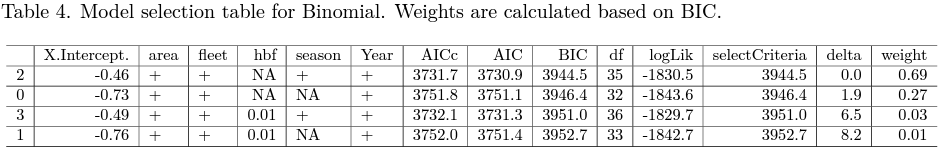 Table 4. Model selection table for Binomial. Weights are calculated based on BIC.
X.Intercept. area fleet hbf season Year AICc AIC BIC df logLik selectCriteria delta weight
2 -0.46 + + NA + + 3731.7 3730.9 3944.5 35 -1830.5 3944.5 0.0 0.69
0 -0.73 + + NA NA + 3751.8 3751.1 3946.4 32 -1843.6 3946.4 1.9 0.27
3 -0.49 + + 0.01 + + 3732.1 3731.3 3951.0 36 -1829.7 3951.0 6.5 0.03
1 -0.76 + + 0.01 NA + 3752.0 3751.4 3952.7 33 -1842.7 3952.7 8.2 0.01